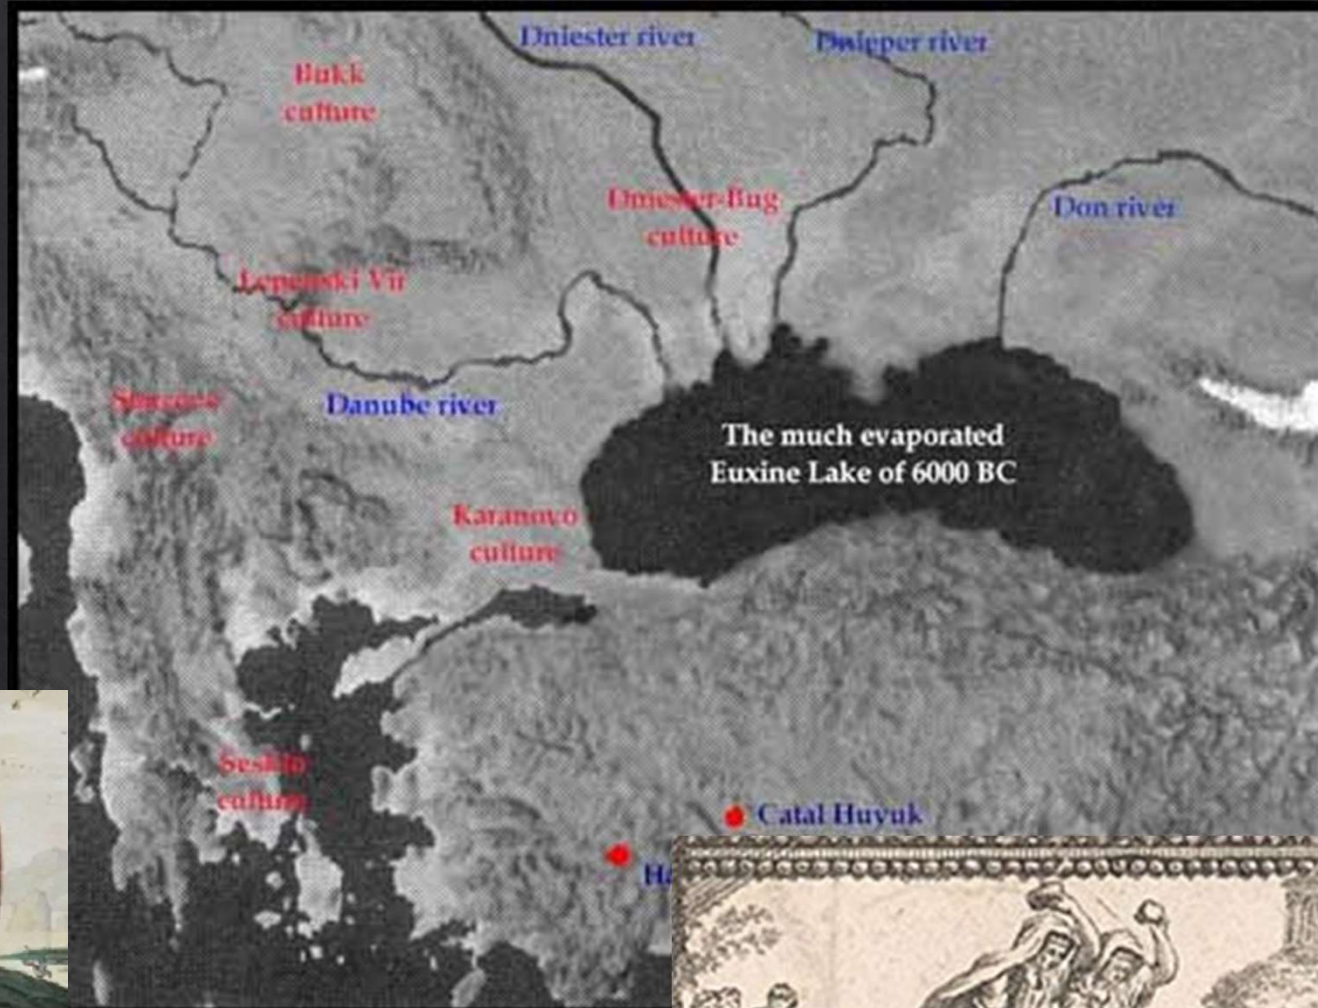 Dniester river
Dnieper river
Bukk
culture
Dniester-Bug
culture
Don river
Lepenski Vir
culture
Danube river
Starcevo
culture
The much evaporated
Euxine Lake of 6000 BC
Karanovo
culture
Sesklo
culture
Catal Huyuk